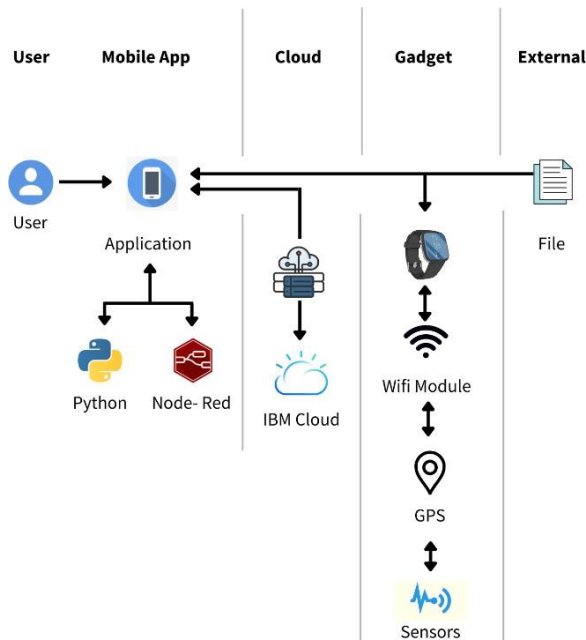 User
Mobile App
Cloud
Gadget
External
User
Application
File
Python
Node- Red
IBM Cloud
Wifi Module
GPS
Sensors